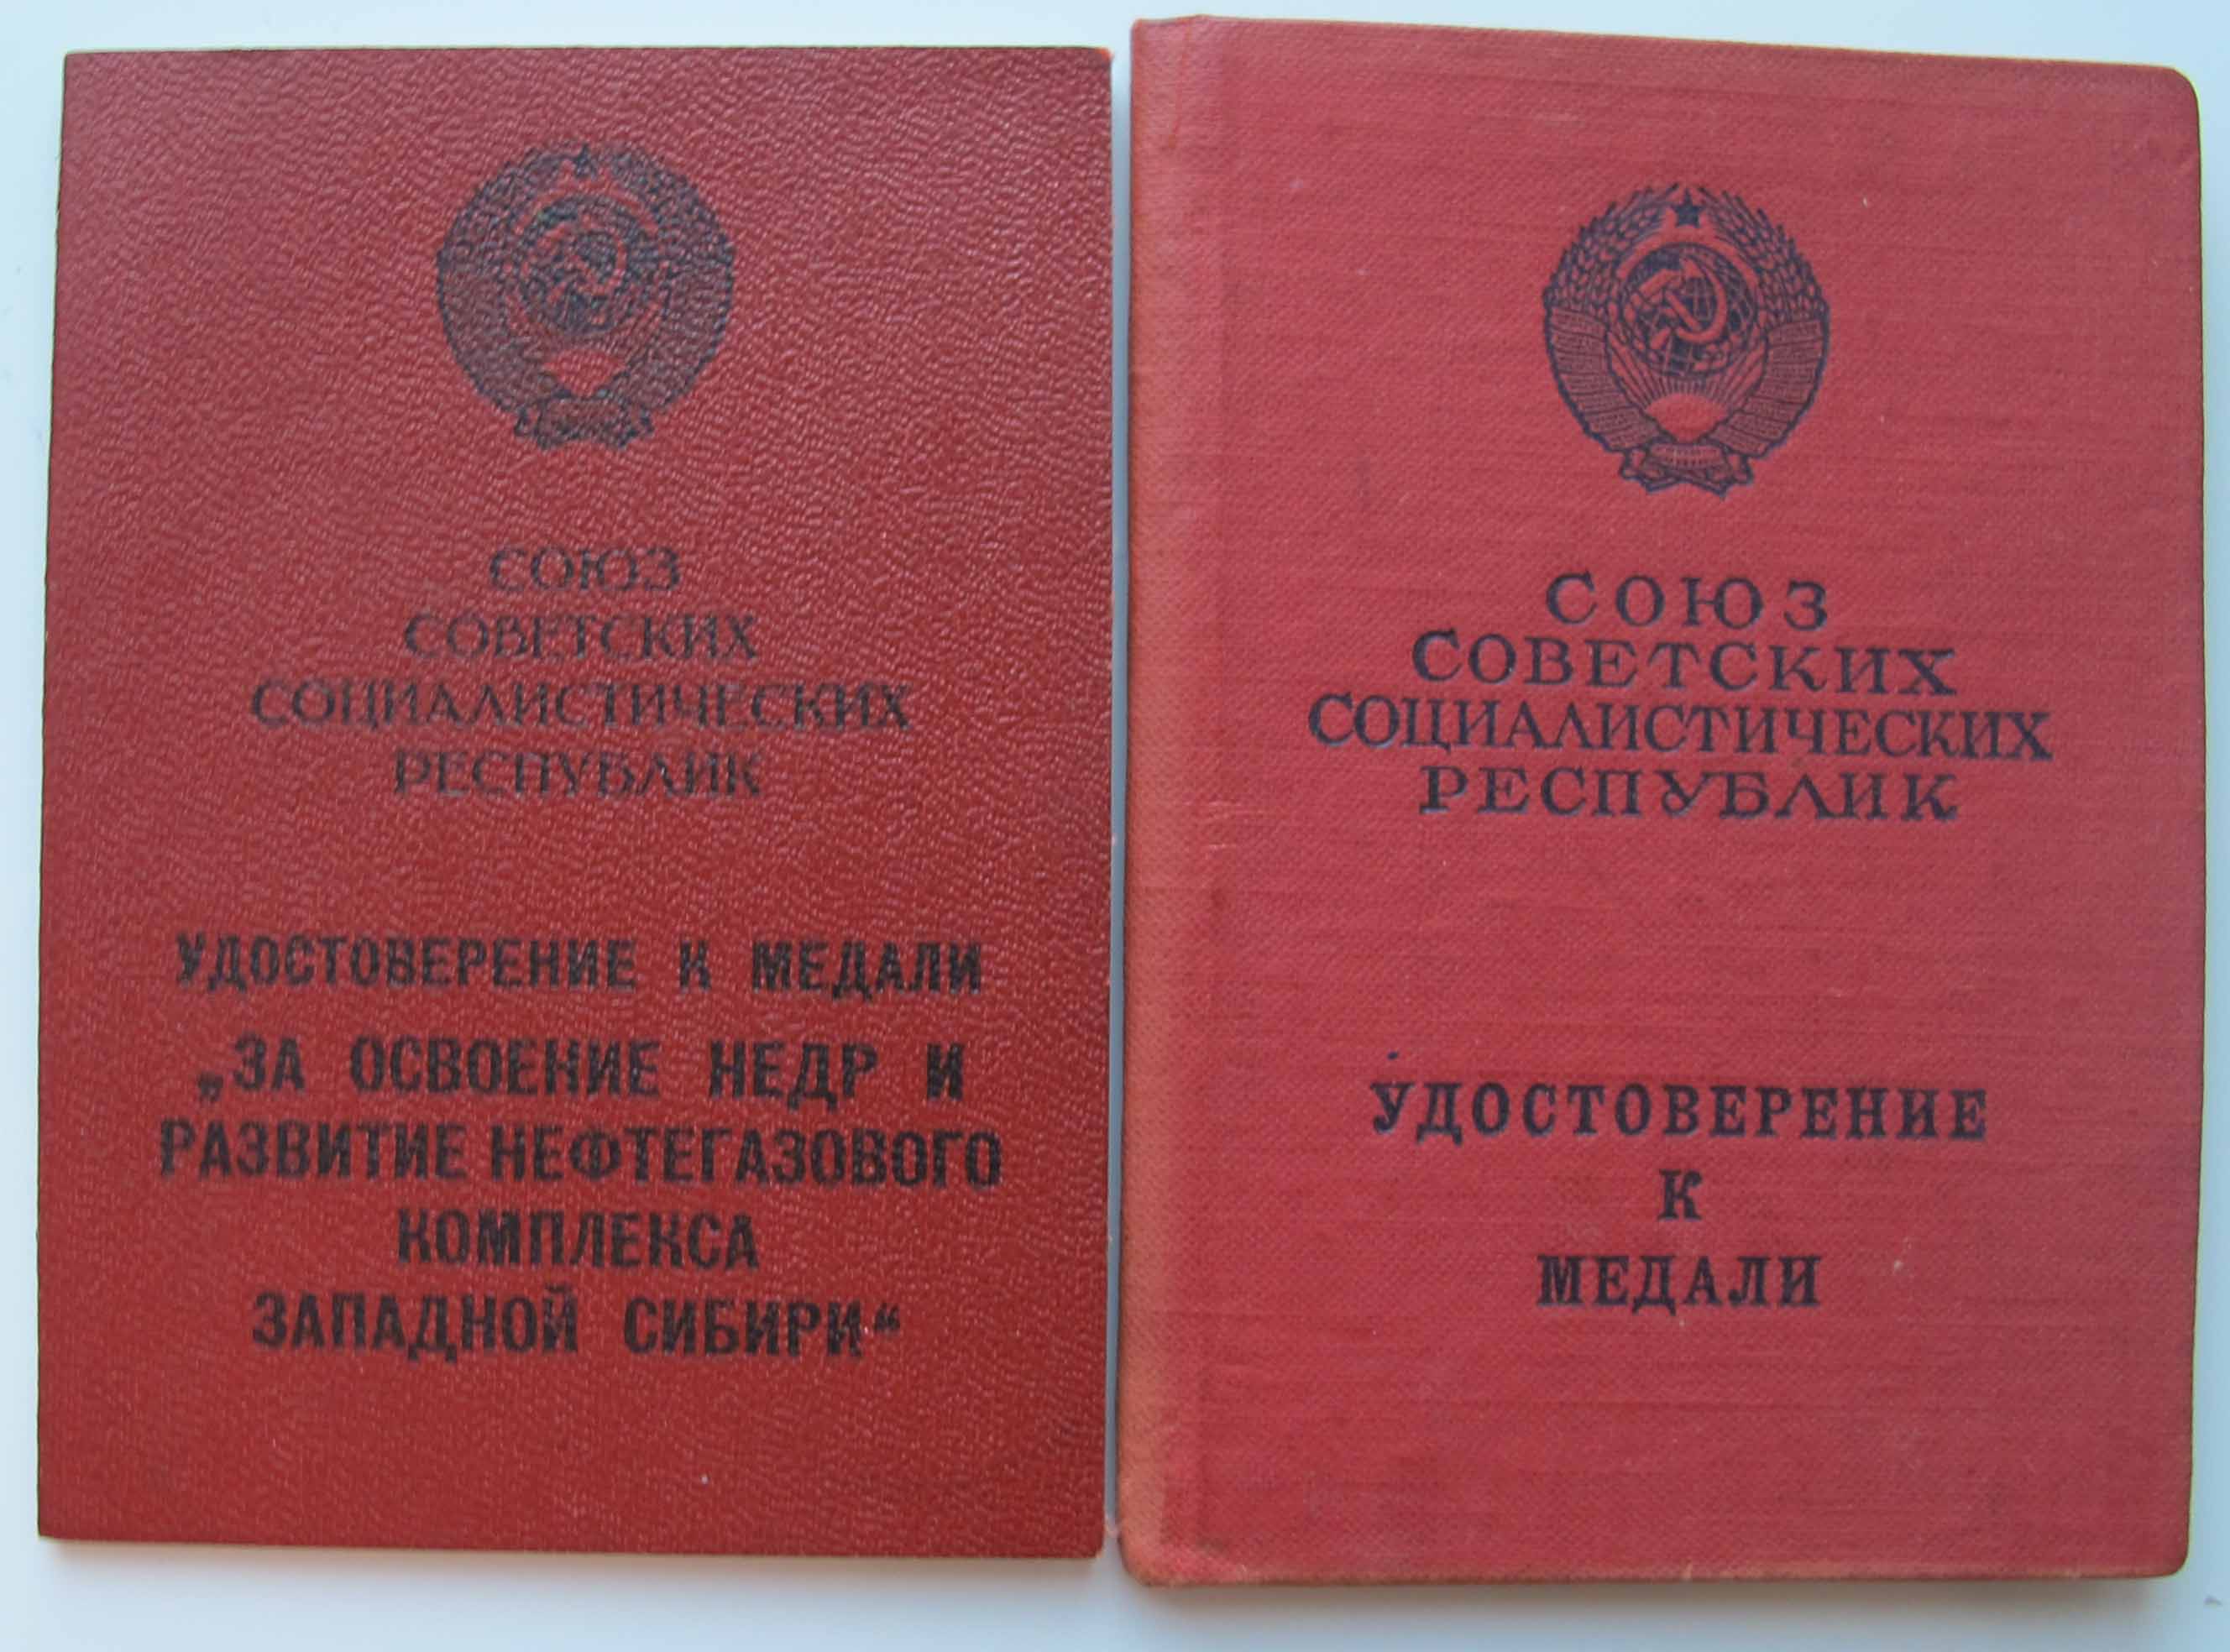 СОЮЗ
СОВЕТСКИХ
СОЦИАЛИСТИЧЕСКИХ
РЕСПУБЛИК
УДОСТОВЕРЕНИЕ К МЕДАЛИ
„ЗА ОСВОЕНИЕ НЕДР И
РАЗВИТИЕ НЕФТЕГАЗОВОГО
КОМПЛЕКСА
ЗАПАДНОЙ СИБИРИ“
СОЮЗ
СОВЕТСКИХ
СОЦИАЛИСТИЧЕСКИХ
РЕСПУБЛИК
УДОСТОВЕРЕНИЕ
К
МЕДАЛИ